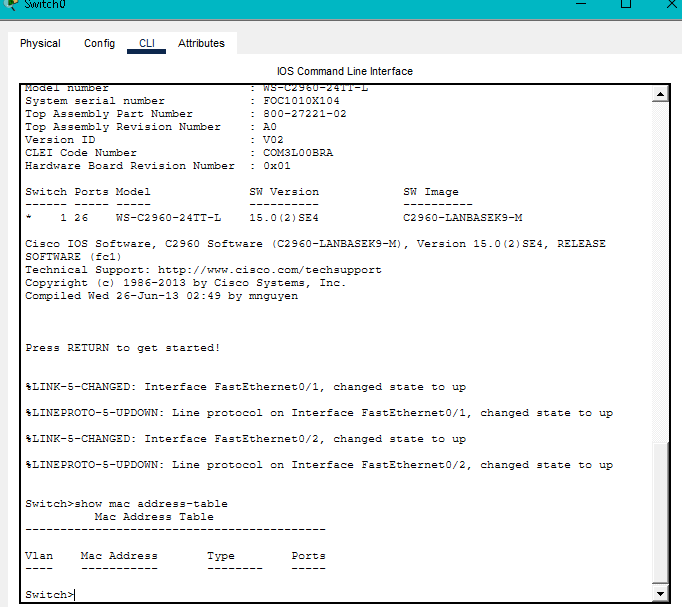 Switch0
Physical Config CLI Attributes
IOS Command Line Interface
Model number : WS-C2960-24TT-L
System serial number : FOC1010X104
Top Assembly Part Number : 800-27221-02
Top Assembly Revision Number : A0
Version ID : V02
CLEI Code Number : COM3L00BRA
Hardware Board Revision Number : 0x01
Switch Ports Model SW Version SW Image
------ ----- ----- ---------- ----------
* 1 26 WS-C2960-24TT-L 15.0(2)SE4 C2960-LANBASEK9-M
Cisco IOS Software, C2960 Software (C2960-LANBASEK9-M), Version 15.0(2)SE4, RELEASE
SOFTWARE (fc1)
Technical Support: http://www.cisco.com/techsupport
Copyright (c) 1986-2013 by Cisco Systems, Inc.
Compiled Wed 26-Jun-13 02:49 by mnguyen
Press RETURN to get started!
%LINK-5-CHANGED: Interface FastEthernet0/1, changed state to up
%LINEPROTO-5-UPDOWN: Line protocol on Interface FastEthernet0/1, changed state to up
%LINK-5-CHANGED: Interface FastEthernet0/2, changed state to up
%LINEPROTO-5-UPDOWN: Line protocol on Interface FastEthernet0/2, changed state to up
Switch>show mac address-table
Mac Address Table
-------------------------------------------
Vlan Mac Address Type Ports
---- ----------- -------- -----
Switch>